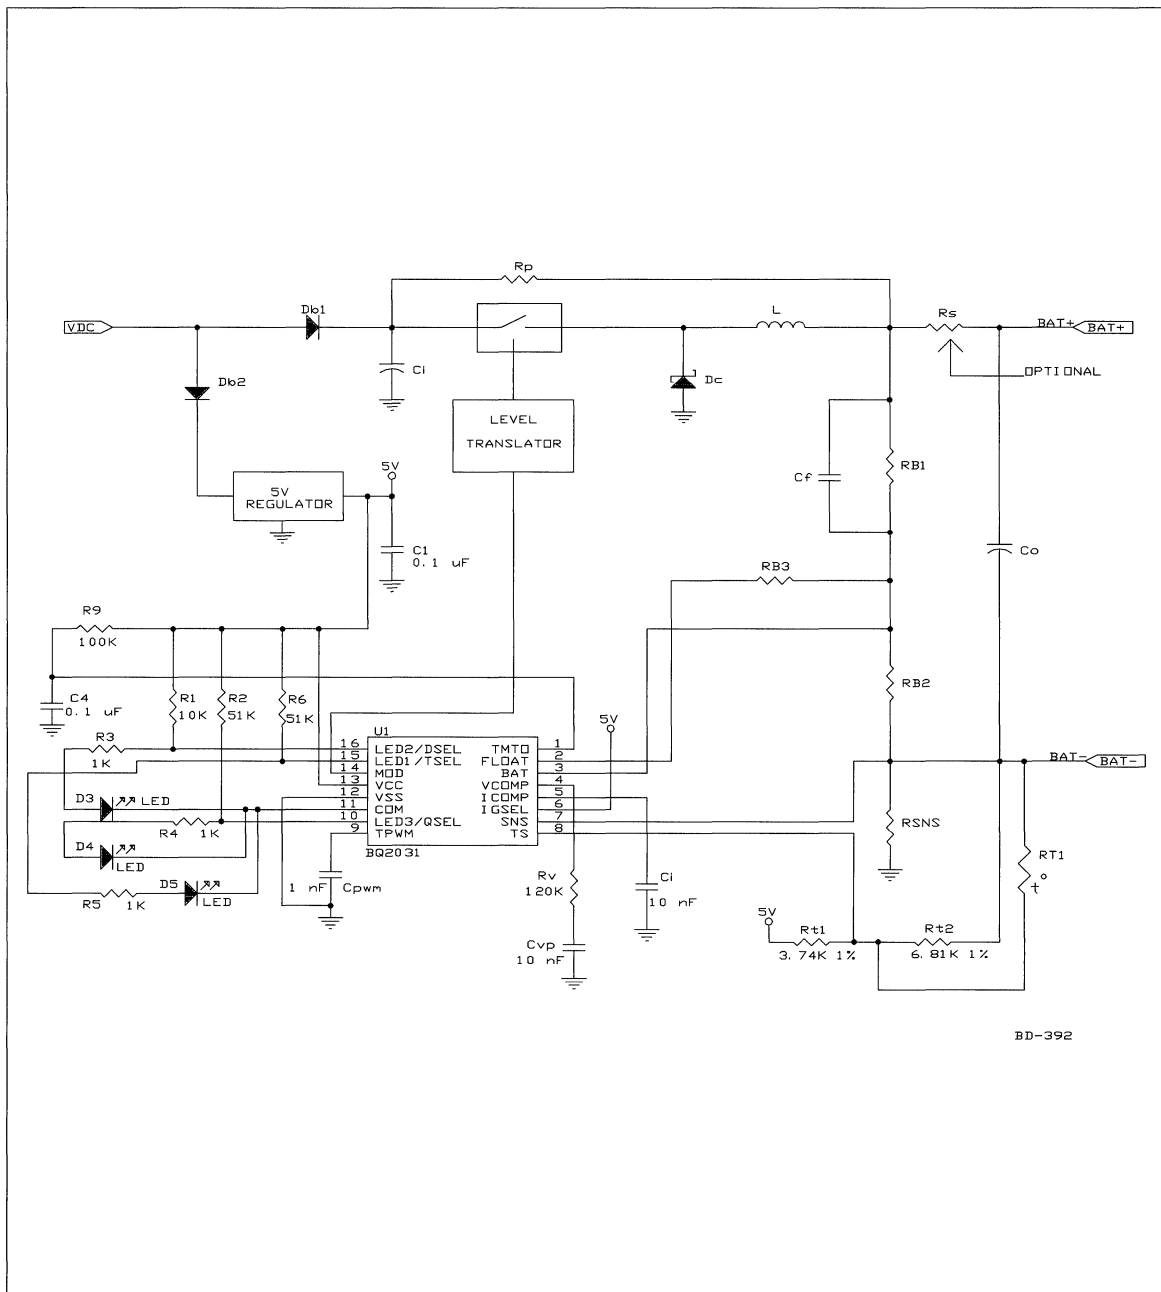 Rp
VDC
Db1
L
Rs
BAT+
BAT+
Ci
Dc
OPTIONAL
Db2
LEVEL
TRANSLATOR
5V
5V
REGULATOR
Cf
RB1
C1
0.1 uF
Co
RB3
R9
100K
C4
0.1 uF
R1
10K
R2
51K
R6
51K
RB2
5V
U1
R3
1K
16 LED2/DSEL TMTO 1
15 LED1/TSEL FLOAT 2
14 MOD BAT 3
13 VCC VCOMP 4
12 VSS ICOMP 5
11 COM IGSEL 6
10 LED3/QSEL SNS 7
9 TPWM TS 8
BQ2031
BAT-
BAT-
D3
LED
R4
1K
D4
LED
D5
LED
R5
1K
1 nF
Cpwm
Rv
120K
Ci
10 nF
Cvp
10 nF
RSNS
RT1
t°
5V
Rt1
3.74K 1%
Rt2
6.81K 1%
BD-392